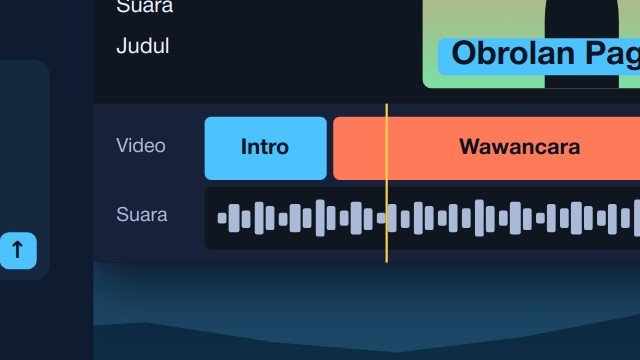 Suara
Judul
Obrolan Pag
Video
Intro
Wawancara
Suara